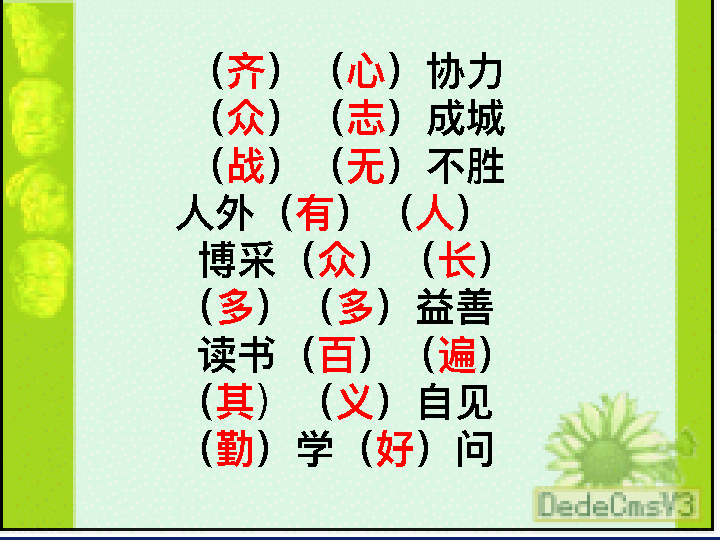 （齐）（心）协力
（众）（志）成城
（战）（无）不胜
人外（有）（人）
博采（众）（长）
（多）（多）益善
读书（百）（遍）
（其）（义）自见
（勤）学（好）问
DedeCmsV3